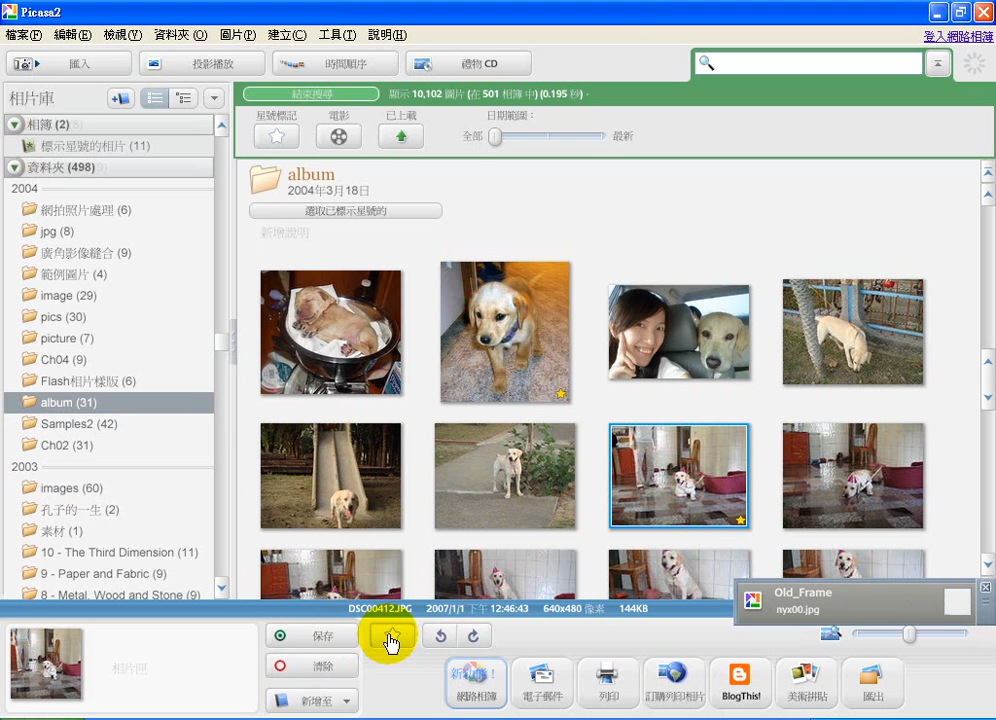 Picasa2
檔案(F) 編輯(E) 檢視(V) 資料夾 (O) 圖片(P) 建立(C) 工具(T) 說明(H)
登入網路相簿
匯入 投影播放 時間順序 禮物 CD
相片庫
結束搜尋 顯示 10,102 圖片 (在 501 相簿 中) (0.195 秒)。
星號標記 電影 已上載 日期範圍：
全部 最新
相簿 (2)
標示星號的相片 (11)
資料夾 (498)
2004
網拍照片處理 (6)
jpg (8)
廣角影像縫合 (9)
範例圖片 (4)
image (29)
pics (30)
picture (7)
Ch04 (9)
Flash相片樣版 (6)
album (31)
Samples2 (42)
Ch02 (31)
2003
images (60)
孔子的一生 (2)
素材 (1)
10 - The Third Dimension (11)
9 - Paper and Fabric (9)
8 - Metal, Wood and Stone (9)
album
2004年3月18日
選取已標示星號的
新增說明
Old_Frame
nyx00.jpg
DSC00412.JPG 2007/1/1 下午 12:46:43 640x480 像素 144KB
相片匣
保存
清除
新增至
新功能！
網路相簿 電子郵件 列印 訂購列印相片 BlogThis! 美術拼貼 匯出